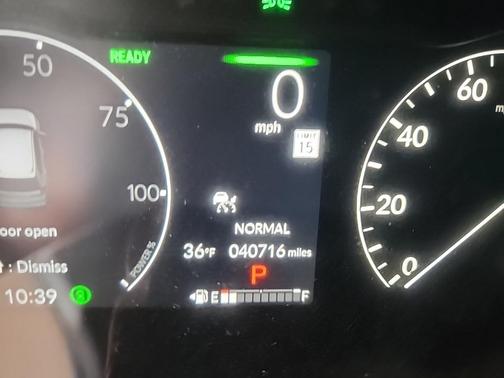 50
READY
0
mph
75
LIMIT
15
60
40
100
20
NORMAL
oor open
36°F 040716 miles
: Dismiss
POWER %
P
0
10:39
E F